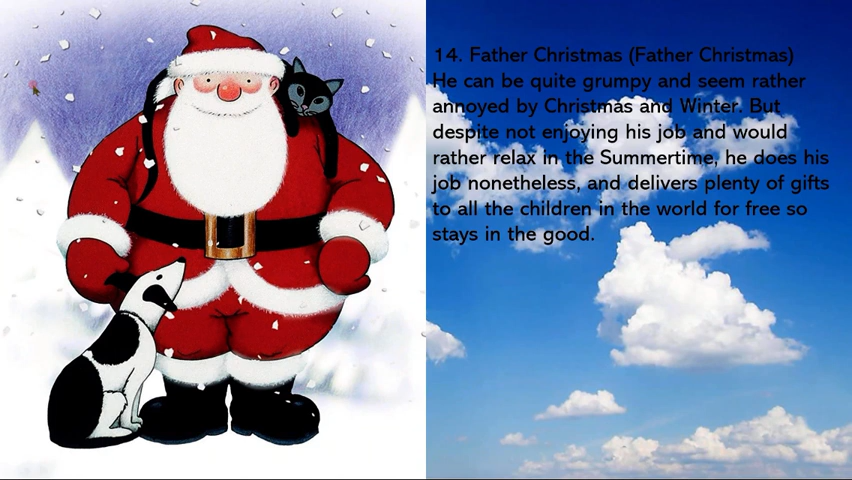 14. Father Christmas (Father Christmas)
He can be quite grumpy and seem rather
annoyed by Christmas and Winter. But
despite not enjoying his job and would
rather relax in the Summertime, he does his
job nonetheless, and delivers plenty of gifts
to all the children in the world for free so
stays in the good.